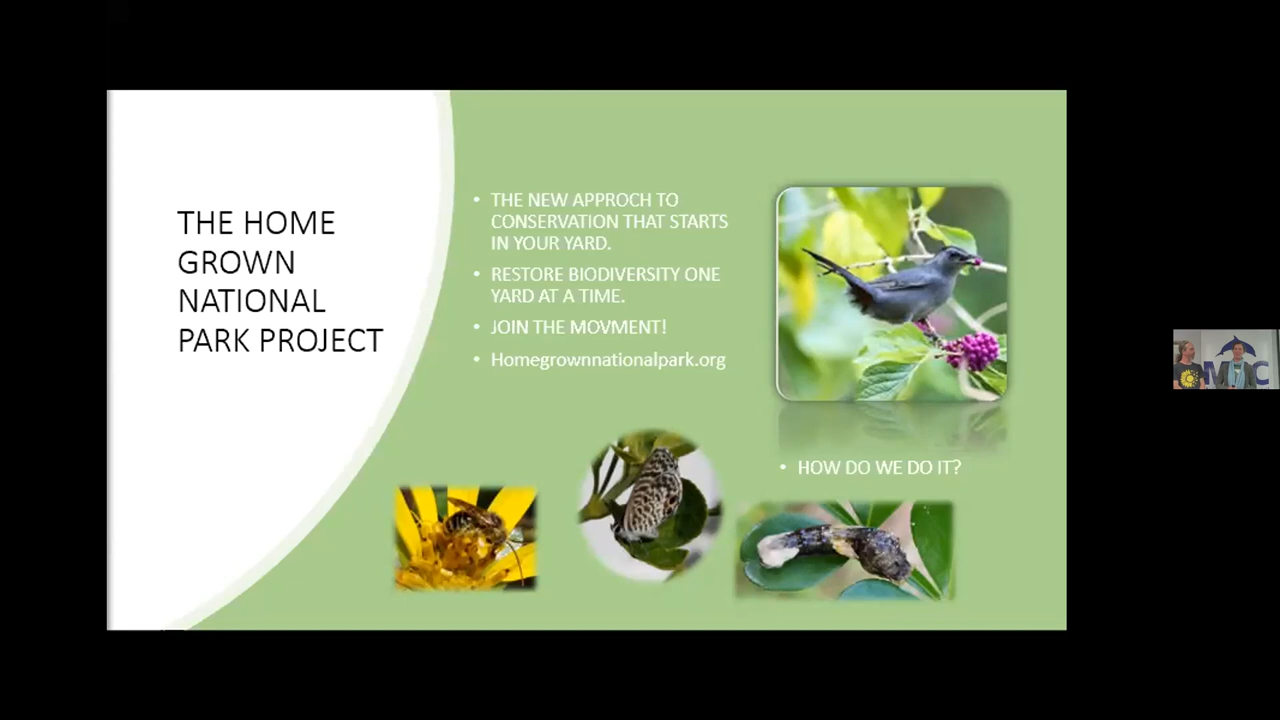 THE HOME
GROWN
NATIONAL
PARK PROJECT
• THE NEW APPROCH TO
CONSERVATION THAT STARTS
IN YOUR YARD.
• RESTORE BIODIVERSITY ONE
YARD AT A TIME.
• JOIN THE MOVMENT!
• Homegrownnationalpark.org
• HOW DO WE DO IT?